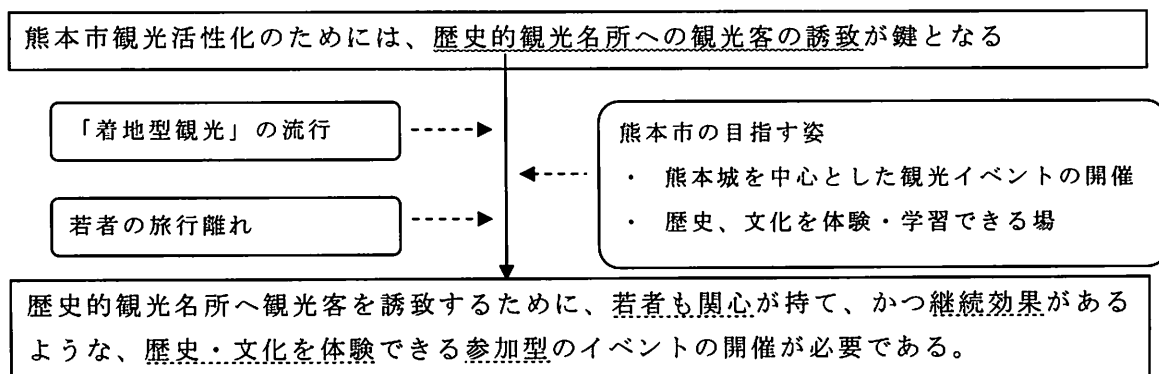 熊本市観光活性化のためには、歴史的観光名所への観光客の誘致が鍵となる
「着地型観光」の流行
若者の旅行離れ
熊本市の目指す姿
・ 熊本城を中心とした観光イベントの開催
・ 歴史、文化を体験・学習できる場
歴史的観光名所へ観光客を誘致するために、若者も関心が持て、かつ継続効果がある
ような、歴史・文化を体験できる参加型のイベントの開催が必要である。